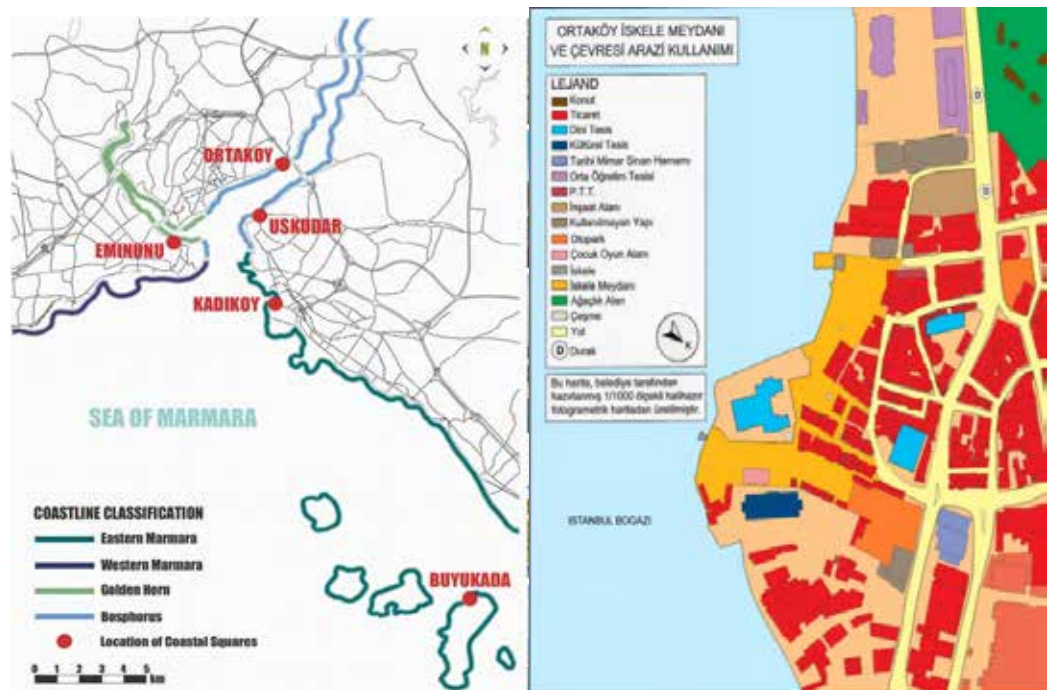 N
ORTAKOY
USKUDAR
EMINUNU
KADIKOY
SEA OF MARMARA
BUYUKADA
COASTLINE CLASSIFICATION
Eastern Marmara
Western Marmara
Golden Horn
Bosphorus
Location of Coastal Squares
0 1 2 3 4 5
km
ORTAKÖY İSKELE MEYDANI
VE ÇEVRESİ ARAZİ KULLANIMI
LEJAND
Konut
Ticaret
Dini Tesis
Kültürel Tesis
Tarihi Mimar Sinan Hamamı
Orta Öğretim Tesisi
P.T.T.
İnşaat Alanı
Kullanılmayan Yapı
Otopark
Çocuk Oyun Alanı
İskele
İskele Meydanı
Ağaçlık Alan
Çeşme
Yol
D Durak
K
Bu harita, belediye tarafından
hazırlanmış 1/1000 ölçekli halihazır
fotogrametrik haritadan üretilmiştir.
İSTANBUL BOĞAZI
D
D